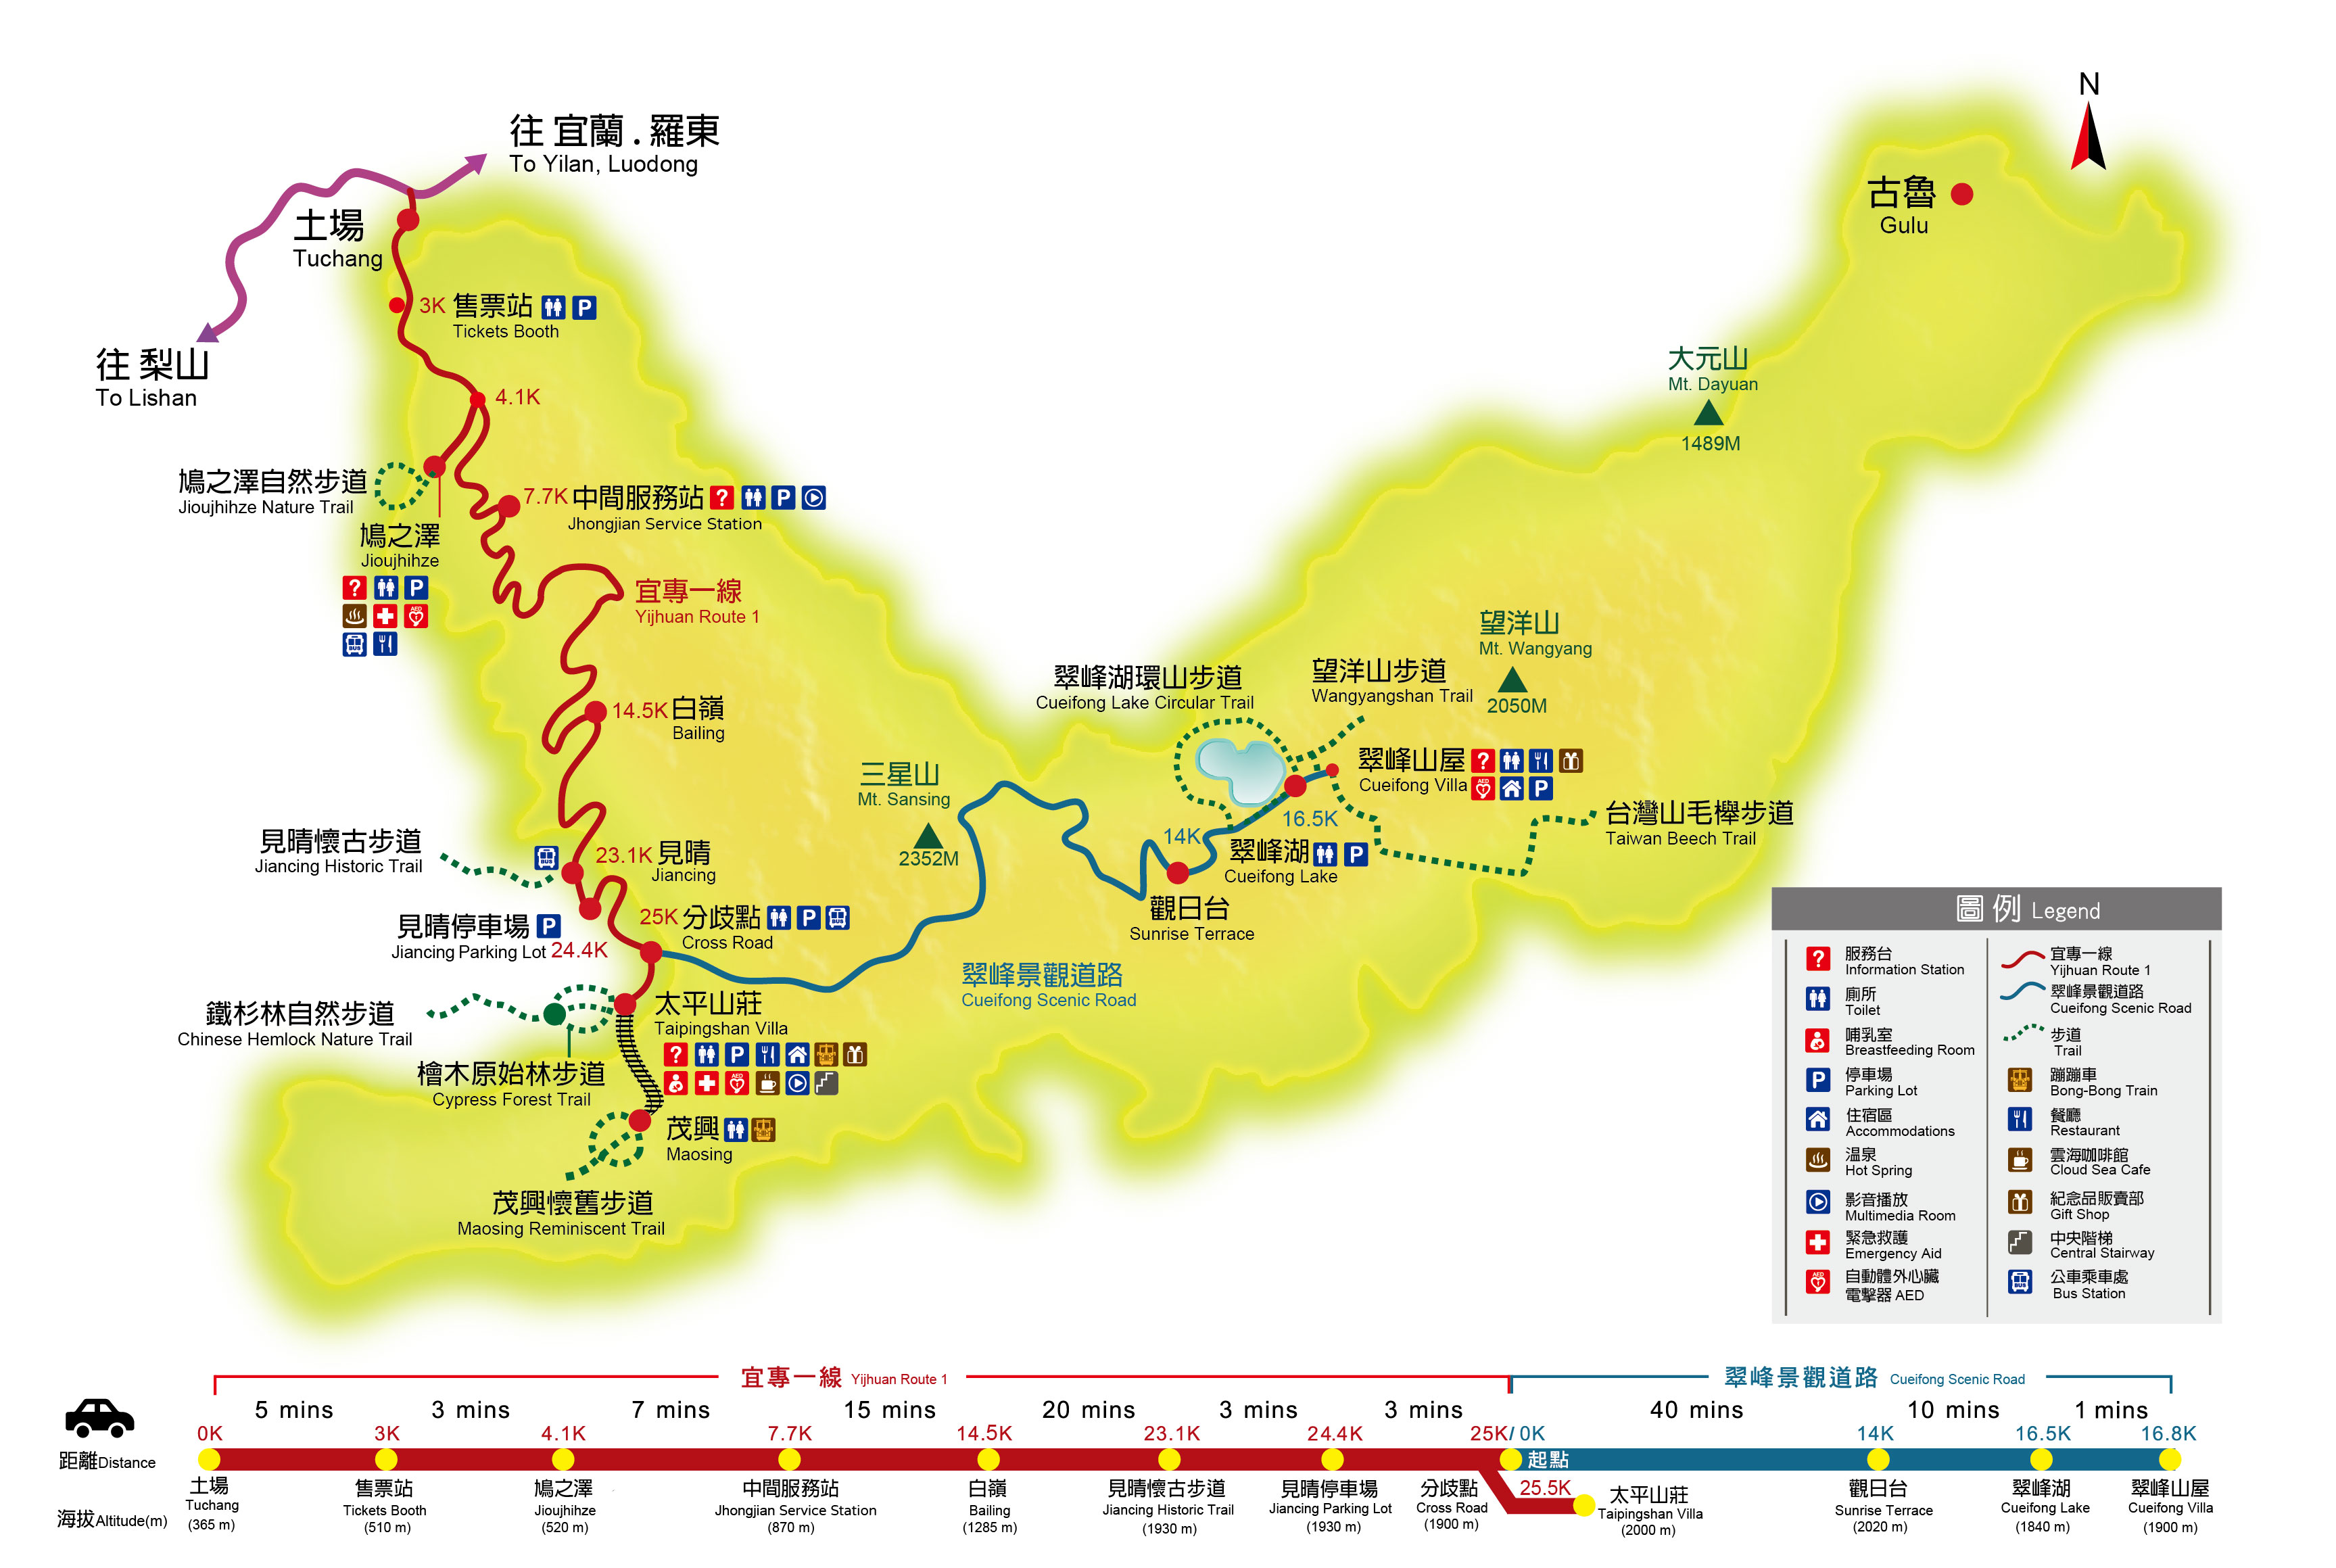 N
往 宜蘭 . 羅東
To Yilan, Luodong
土場
Tuchang
往 梨山
To Lishan
3K 售票站 P
Tickets Booth
4.1K
古魯
Gulu
大元山
Mt. Dayuan
1489M
鳩之澤自然步道
Jioujhihze Nature Trail
鳩之澤
Jioujhihze
? P
AED
BUS
7.7K 中間服務站 ? P
Jhongjian Service Station
宜專一線
Yijhuan Route 1
14.5K 白嶺
Bailing
望洋山
Mt. Wangyang
2050M
翠峰湖環山步道
Cueifong Lake Circular Trail
望洋山步道
Wangyangshan Trail
翠峰山屋 ?
Cueifong Villa AED P
三星山
Mt. Sansing
2352M
14K
16.5K
翠峰湖 P
Cueifong Lake
觀日台
Sunrise Terrace
台灣山毛櫸步道
Taiwan Beech Trail
見晴懷古步道
Jiancing Historic Trail
BUS
23.1K 見晴
Jiancing
見晴停車場 P
Jiancing Parking Lot 24.4K
25K 分歧點 P BUS
Cross Road
翠峰景觀道路
Cueifong Scenic Road
鐵杉林自然步道
Chinese Hemlock Nature Trail
太平山莊
Taipingshan Villa
? P
AED
檜木原始林步道
Cypress Forest Trail
茂興
Maosing
茂興懷舊步道
Maosing Reminiscent Trail
圖 例 Legend
? 服務台
Information Station
廁所
Toilet
哺乳室
Breastfeeding Room
P 停車場
Parking Lot
住宿區
Accommodations
溫泉
Hot Spring
影音播放
Multimedia Room
緊急救護
Emergency Aid
AED 自動體外心臟
電擊器 AED
宜專一線
Yijhuan Route 1
翠峰景觀道路
Cueifong Scenic Road
步道
Trail
蹦蹦車
Bong-Bong Train
餐廳
Restaurant
雲海咖啡館
Cloud Sea Cafe
紀念品販賣部
Gift Shop
中央階梯
Central Stairway
BUS 公車乘車處
Bus Station
宜專一線 Yijhuan Route 1
翠峰景觀道路 Cueifong Scenic Road
5 mins 3 mins 7 mins 15 mins 20 mins 3 mins 3 mins 40 mins 10 mins 1 mins
0K 3K 4.1K 7.7K 14.5K 23.1K 24.4K 25K/ 0K 14K 16.5K 16.8K
距離Distance
起點
25.5K
海拔Altitude(m)
土場
Tuchang
(365 m)
售票站
Tickets Booth
(510 m)
鳩之澤
Jioujhihze
(520 m)
中間服務站
Jhongjian Service Station
(870 m)
白嶺
Bailing
(1285 m)
見晴懷古步道
Jiancing Historic Trail
(1930 m)
見晴停車場
Jiancing Parking Lot
(1930 m)
分歧點
Cross Road
(1900 m)
太平山莊
Taipingshan Villa
(2000 m)
觀日台
Sunrise Terrace
(2020 m)
翠峰湖
Cueifong Lake
(1840 m)
翠峰山屋
Cueifong Villa
(1900 m)